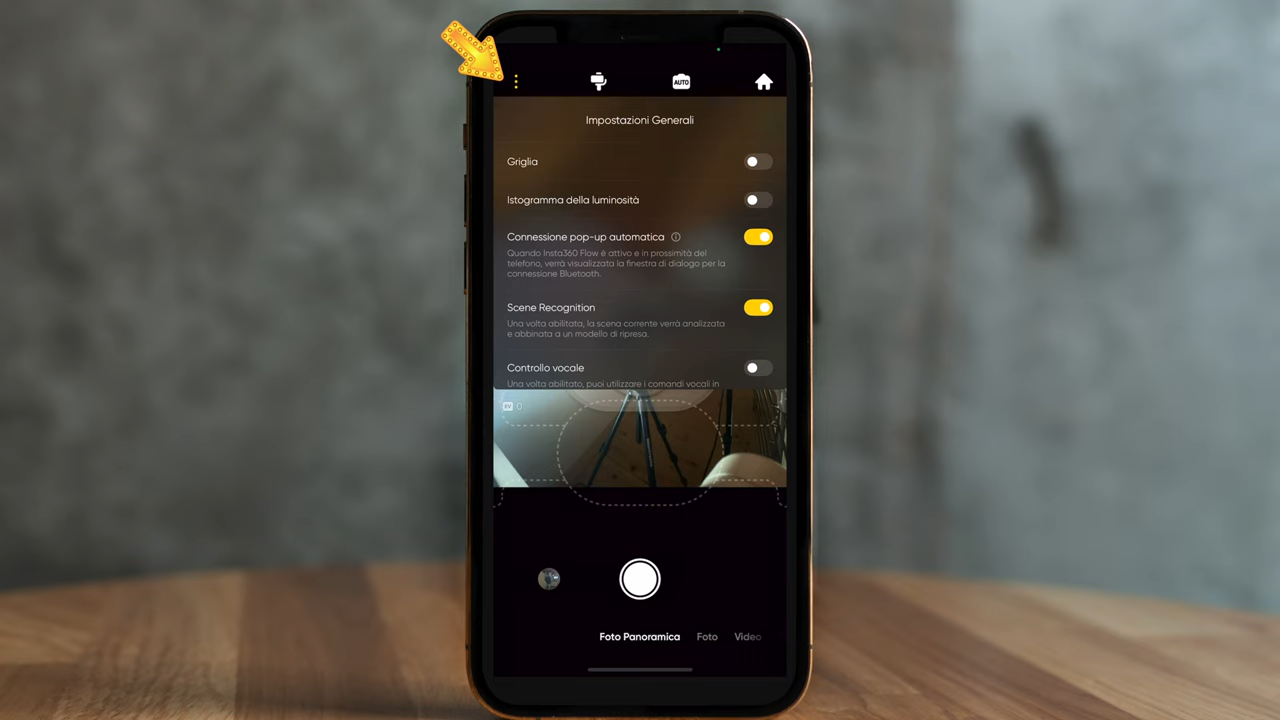 AUTO
Impostazioni Generali
Griglia
Istogramma della luminosità
Connessione pop-up automatica
Quando Insta360 Flow è attivo e in prossimità del
telefono, verrà visualizzata la finestra di dialogo per la
connessione Bluetooth.
Scene Recognition
Una volta abilitata, la scena corrente verrà analizzata
e abbinata a un modello di ripresa.
Controllo vocale
Una volta abilitato, puoi utilizzare i comandi vocali in
EV 0
Foto Panoramica Foto Video